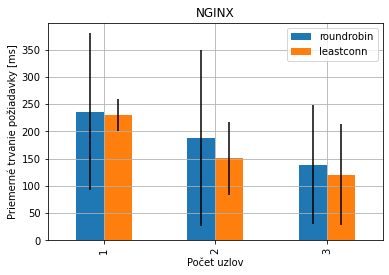 NGINX
roundrobin
leastconn
Priemerné trvanie požiadavky [ms]
350
300
250
200
150
100
50
0
1
2
3
Počet uzlov